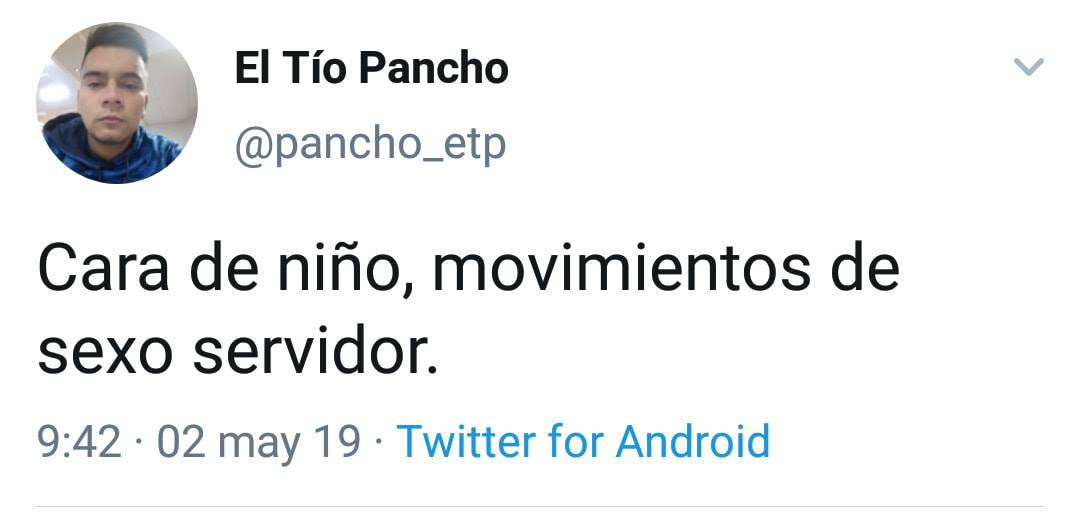 El Tío Pancho
@pancho_etp
Cara de niño, movimientos de
sexo servidor.
9:42 · 02 may 19 · Twitter for Android